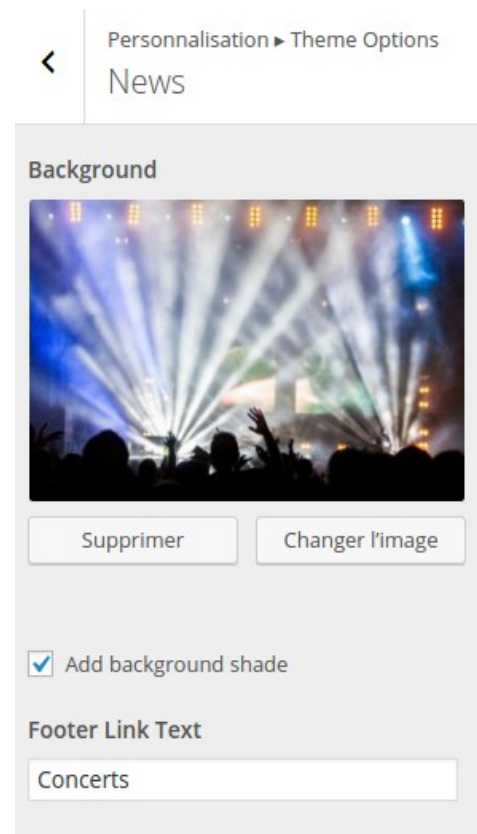 Personnalisation ▸ Theme Options
News
Background
Supprimer
Changer l'image
Add background shade
Footer Link Text
Concerts